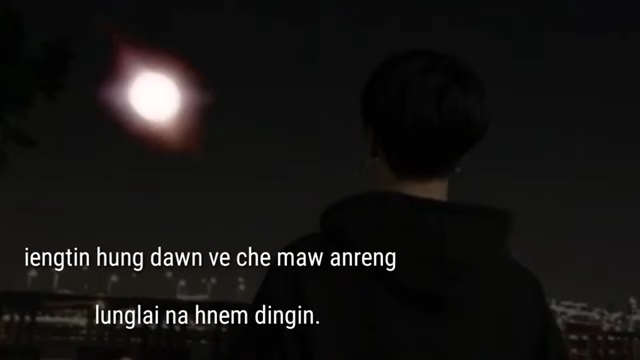 iengtin hung dawn ve che maw anreng
lunglai na hnem dingin.